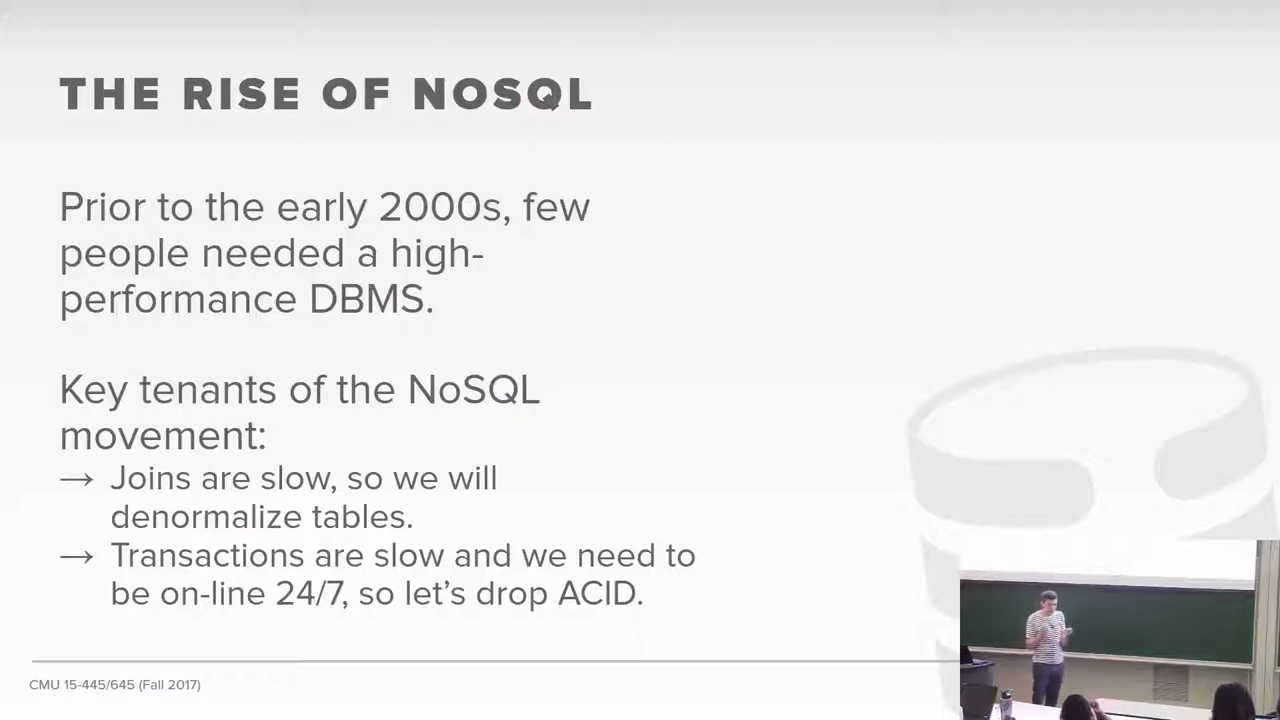 THE RISE OF NOSQL
Prior to the early 2000s, few
people needed a high-
performance DBMS.
Key tenants of the NoSQL
movement:
→ Joins are slow, so we will
denormalize tables.
→ Transactions are slow and we need to
be on-line 24/7, so let's drop ACID.
CMU 15-445/645 (Fall 2017)